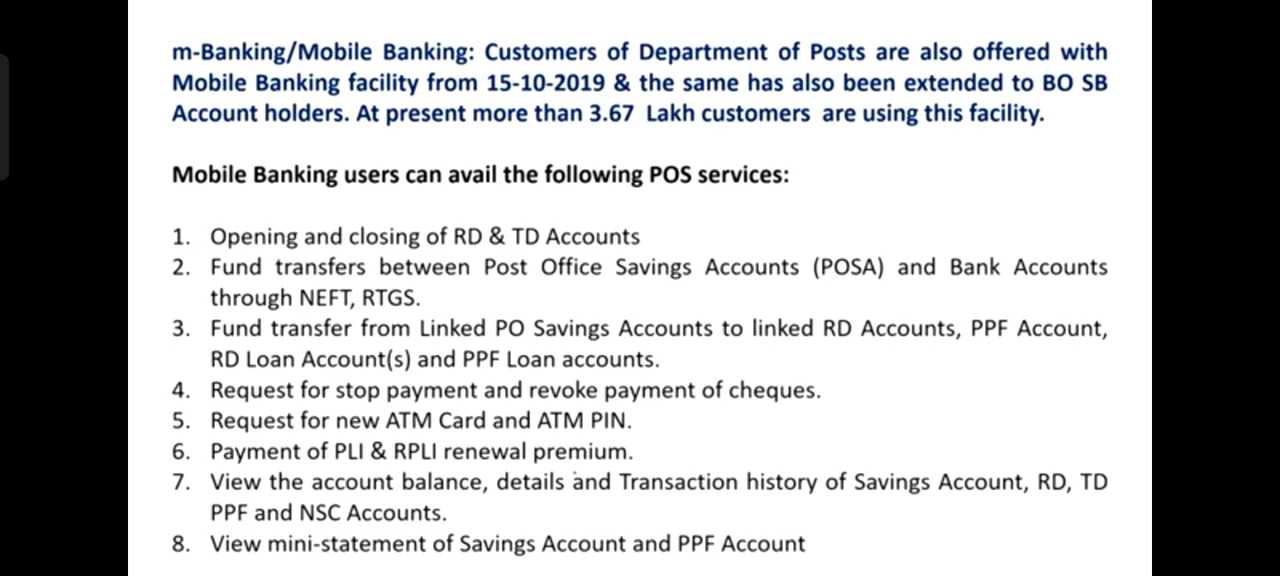 m-Banking/Mobile Banking: Customers of Department of Posts are also offered with
Mobile Banking facility from 15-10-2019 & the same has also been extended to BO SB
Account holders. At present more than 3.67 Lakh customers are using this facility.
Mobile Banking users can avail the following POS services:
1. Opening and closing of RD & TD Accounts
2. Fund transfers between Post Office Savings Accounts (POSA) and Bank Accounts
through NEFT, RTGS.
3. Fund transfer from Linked PO Savings Accounts to linked RD Accounts, PPF Account,
RD Loan Account(s) and PPF Loan accounts.
4. Request for stop payment and revoke payment of cheques.
5. Request for new ATM Card and ATM PIN.
6. Payment of PLI & RPLI renewal premium.
7. View the account balance, details and Transaction history of Savings Account, RD, TD
PPF and NSC Accounts.
8. View mini-statement of Savings Account and PPF Account